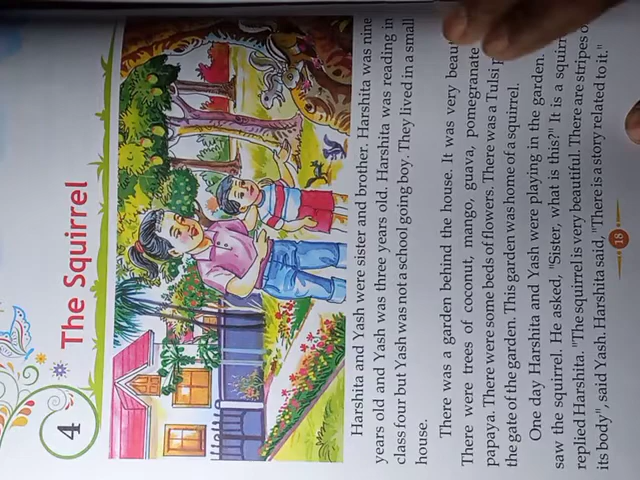 4
The Squirrel
Harshita and Yash were sister and brother. Harshita was nine
years old and Yash was three years old. Harshita was reading in
class four but Yash was not a school going boy. They lived in a small
house.
There was a garden behind the house. It was very
There were trees of coconut, mango, guava, pomegranate
papaya. There were some beds of flowers. There was a Tulsi
the gate of the garden. This garden was home of a squirrel.
One day Harshita and Yash were playing in the garden.
saw the squirrel. He asked, "Sister, what is this?" It is a
replied Harshita. "The squirrel is very beautiful. There are stripes
its body", said Yash. Harshita said, "There is a story related to it."
18